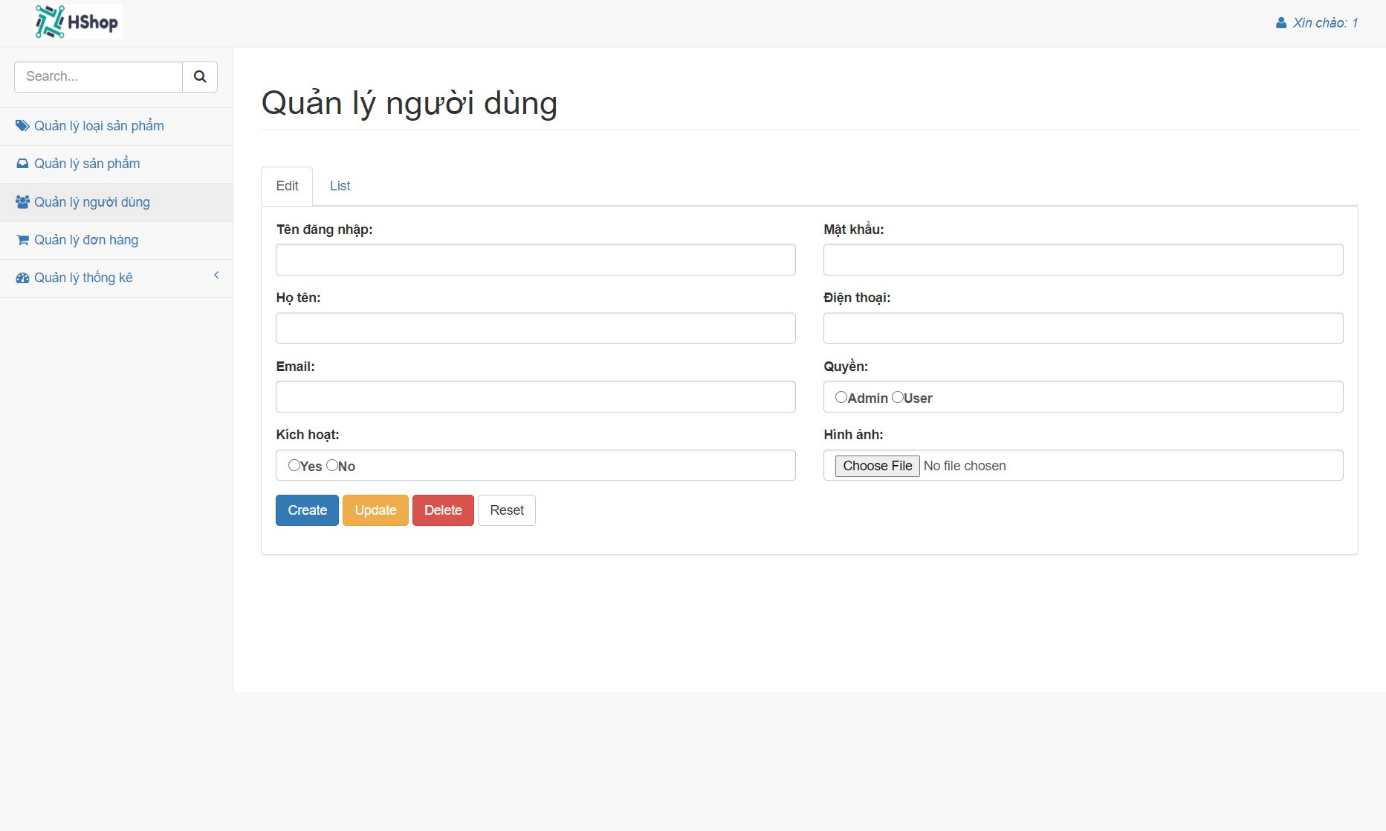 HShop
Xin chào: 1
Search...
Quản lý loại sản phẩm
Quản lý sản phẩm
Quản lý người dùng
Quản lý đơn hàng
Quản lý thống kê
Quản lý người dùng
Edit List
Tên đăng nhập: Mật khẩu:
Họ tên: Điện thoại:
Email: Quyền:
Admin User
Kích hoạt: Hình ảnh:
Yes No Choose File No file chosen
Create Update Delete Reset